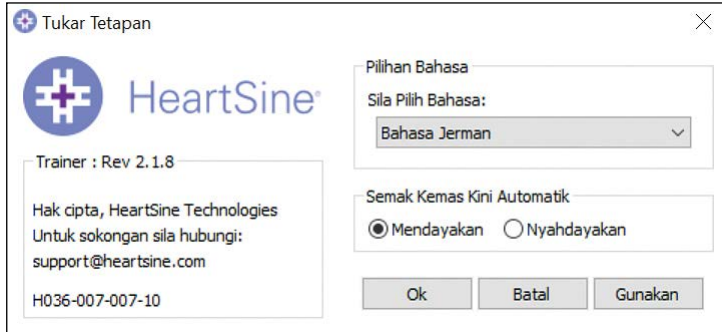 Tukar Tetapan
HeartSine®
Trainer : Rev 2.1.8
Hak cipta, HeartSine Technologies
Untuk sokongan sila hubungi:
support@heartsine.com
H036-007-007-10
Pilihan Bahasa
Sila Pilih Bahasa:
Bahasa Jerman
Semak Kemas Kini Automatik
Mendayakan Nyahdayakan
Ok Batal Gunakan